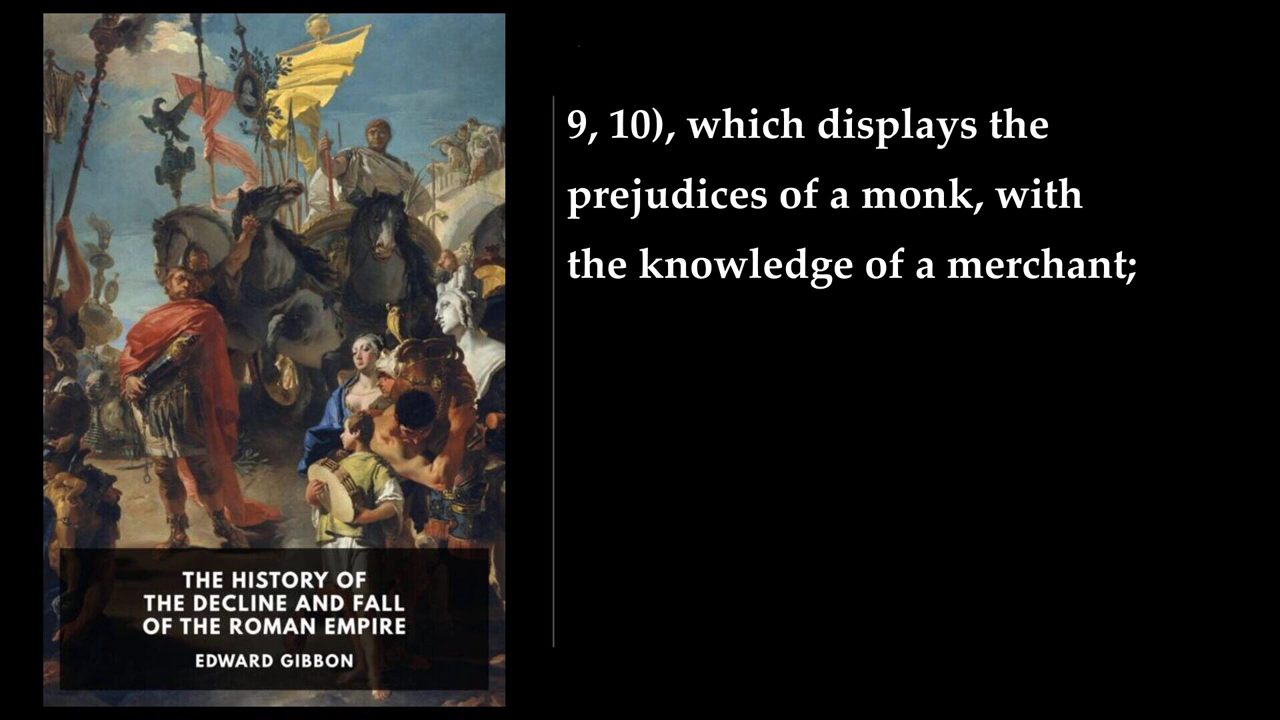 THE HISTORY OF
THE DECLINE AND FALL
OF THE ROMAN EMPIRE
EDWARD GIBBON
9, 10), which displays the
prejudices of a monk, with
the knowledge of a merchant;